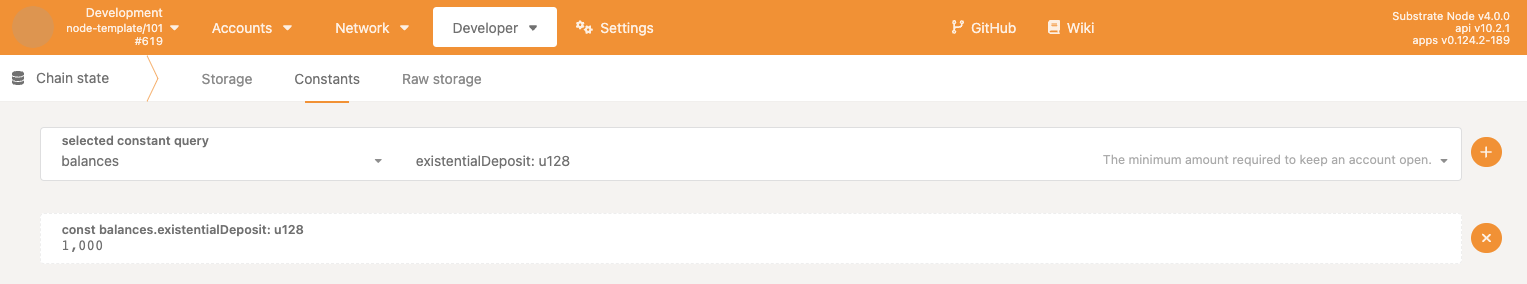 Development
node-template/101
#619
Accounts
Network
Developer
Settings
GitHub
Wiki
Substrate Node v4.0.0
api v10.2.1
apps v0.124.2-189
Chain state
Storage
Constants
Raw storage
selected constant query
balances
existentialDeposit: u128
The minimum amount required to keep an account open.
const balances.existentialDeposit: u128
1,000